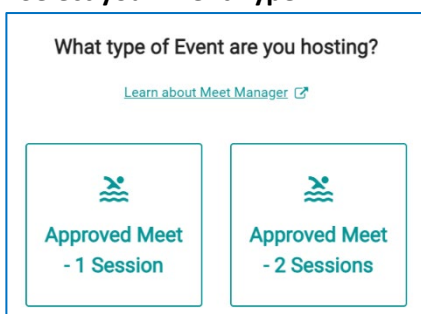 What type of Event are you hosting?
Learn about Meet Manager
Approved Meet
- 1 Session
Approved Meet
- 2 Sessions